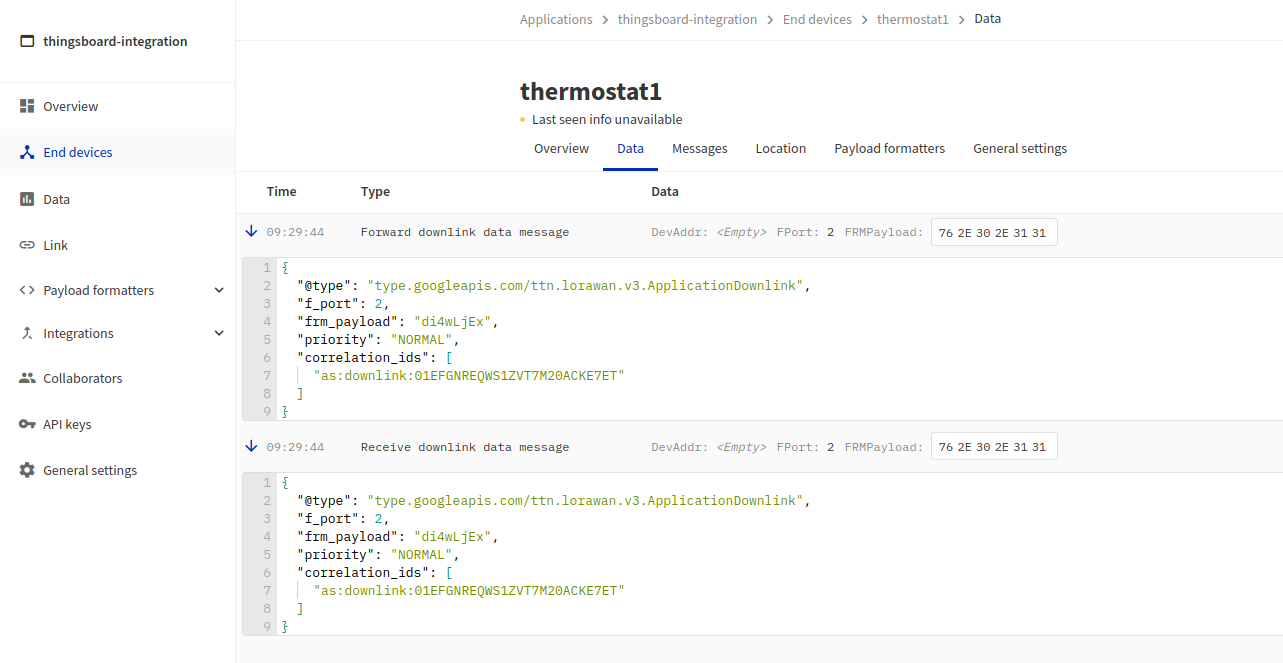 thingsboard-integration
Overview
End devices
Data
Link
Payload formatters
Integrations
Collaborators
API keys
General settings
Applications > thingsboard-integration > End devices > thermostat1 > Data
thermostat1
Last seen info unavailable
Overview Data Messages Location Payload formatters General settings
Time Type Data
09:29:44 Forward downlink data message DevAddr: <Empty> FPort: 2 FRMPayload: 76 2E 30 2E 31 31
1 {
2 "@type": "type.googleapis.com/ttn.lorawan.v3.ApplicationDownlink",
3 "f_port": 2,
4 "frm_payload": "di4wLjEx",
5 "priority": "NORMAL",
6 "correlation_ids": [
7 "as:downlink:01EFGNREQWS1ZVT7M20ACKE7ET"
8 ]
9 }
09:29:44 Receive downlink data message DevAddr: <Empty> FPort: 2 FRMPayload: 76 2E 30 2E 31 31
1 {
2 "@type": "type.googleapis.com/ttn.lorawan.v3.ApplicationDownlink",
3 "f_port": 2,
4 "frm_payload": "di4wLjEx",
5 "priority": "NORMAL",
6 "correlation_ids": [
7 "as:downlink:01EFGNREQWS1ZVT7M20ACKE7ET"
8 ]
9 }